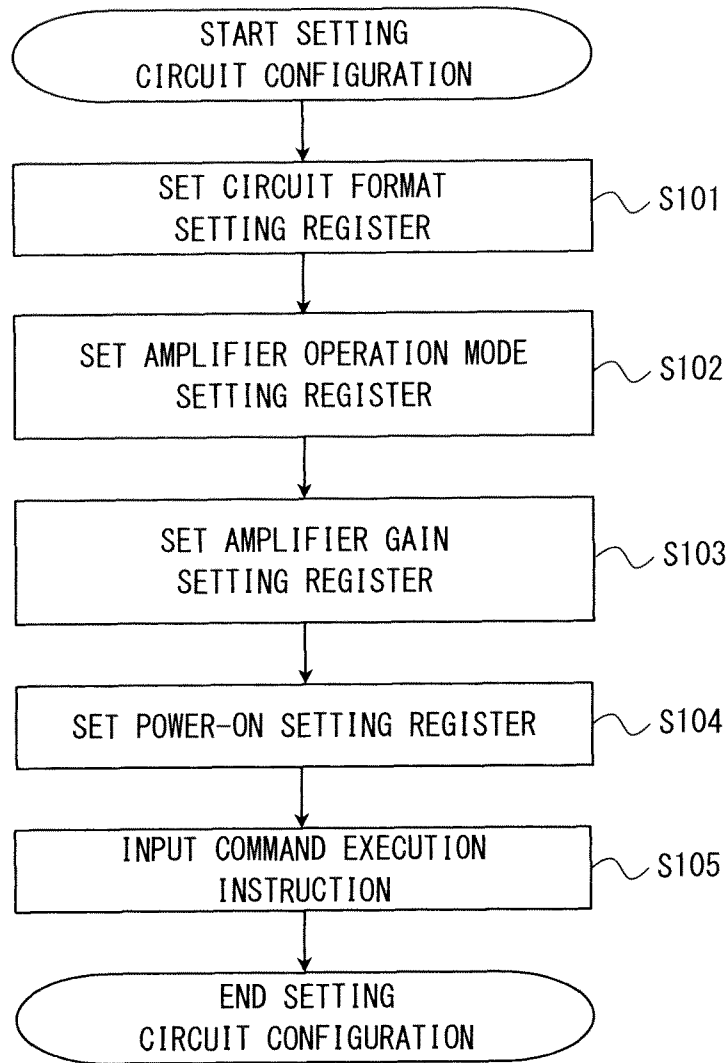 START SETTING
CIRCUIT CONFIGURATION
SET CIRCUIT FORMAT
SETTING REGISTER
S101
SET AMPLIFIER OPERATION MODE
SETTING REGISTER
S102
SET AMPLIFIER GAIN
SETTING REGISTER
S103
SET POWER-ON SETTING REGISTER
S104
INPUT COMMAND EXECUTION
INSTRUCTION
S105
END SETTING
CIRCUIT CONFIGURATION